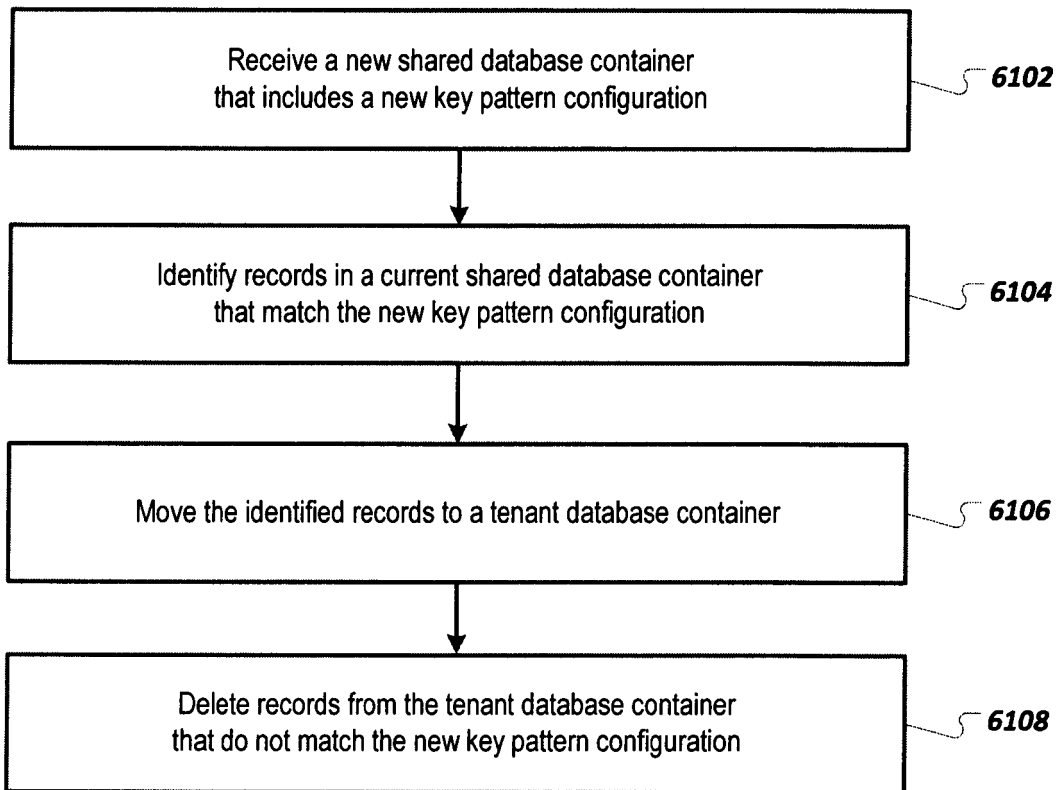 Receive a new shared database container
that includes a new key pattern configuration
6102
Identify records in a current shared database container
that match the new key pattern configuration
6104
Move the identified records to a tenant database container
6106
Delete records from the tenant database container
that do not match the new key pattern configuration
6108